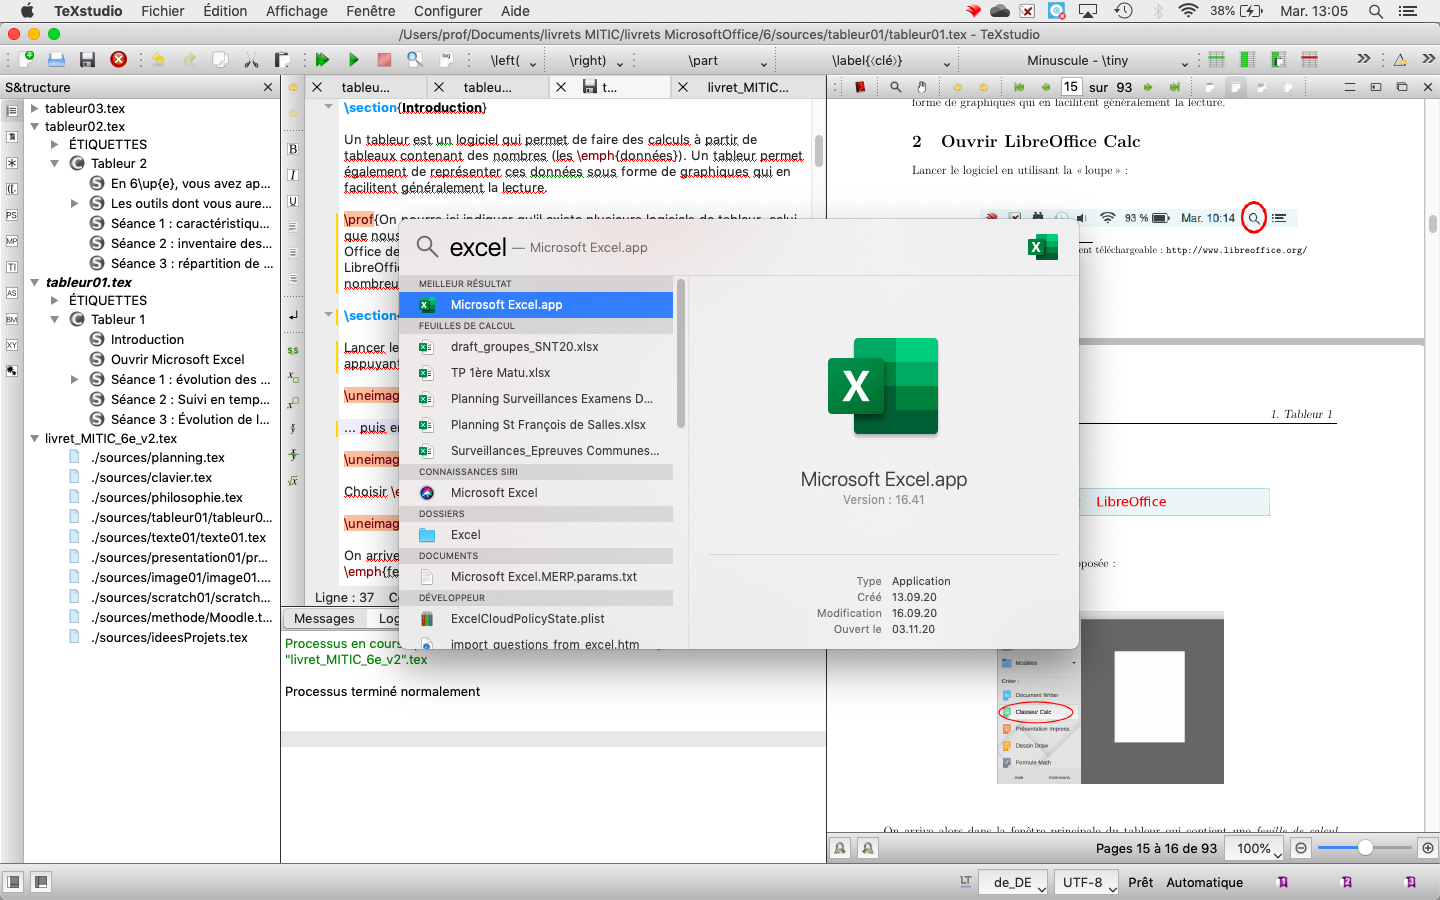 TeXstudio Fichier Édition Affichage Fenêtre Configurer Aide 38% Mar. 13:05
/Users/prof/Documents/livrets MITIC/livrets MicrosoftOffice/6/sources/tableur01/tableur01.tex - TeXstudio
\left( \right) \part \label{(clé)} Minuscule - \tiny
S&tructure
tableur03.tex
tableur02.tex
ÉTIQUETTES
Tableur 2
En 6\up{e}, vous avez ap...
Les outils dont vous aure...
Séance 1 : caractéristiqu...
Séance 2 : inventaire des...
Séance 3 : répartition de ...
tableur01.tex
ÉTIQUETTES
Tableur 1
Introduction
Ouvrir Microsoft Excel
Séance 1 : évolution des ...
Séance 2 : Suivi en temp...
Séance 3 : Évolution de l...
livret_MITIC_6e_v2.tex
./sources/planning.tex
./sources/clavier.tex
./sources/philosophie.tex
./sources/tableur01/tableur0...
./sources/texte01/texte01.tex
./sources/presentation01/pr...
./sources/image01/image01....
./sources/scratch01/scratch...
./sources/methode/Moodle.t...
./sources/ideesProjets.tex
tableu... tableu... t... livret_MITIC...
\section{Introduction}
Un tableur est un logiciel qui permet de faire des calculs à partir de
tableaux contenant des nombres (les \emph{données}). Un tableur permet
également de représenter ces données sous forme de graphiques qui en
facilitent généralement la lecture.
\prof{On pourra ici indiquer qu'il existe plusieurs logiciels de tableur, celui
que nous
Office de
LibreOffic
nombreu
\section{
Lancer le
appuyant
\uneimag
... puis en
\uneimag
Choisir \
\uneimag
On arrive
\emph{fe
Ligne : 37 Co
Messages Log
Processus en cours
"livret_MITIC_6e_v2".tex
Processus terminé normalement
excel — Microsoft Excel.app
MEILLEUR RÉSULTAT
Microsoft Excel.app
FEUILLES DE CALCUL
draft_groupes_SNT20.xlsx
TP 1ère Matu.xlsx
Planning Surveillances Examens D...
Planning St François de Salles.xlsx
Surveillances_Epreuves Communes...
CONNAISSANCES SIRI
Microsoft Excel
DOSSIERS
Excel
DOCUMENTS
Microsoft Excel.MERP.params.txt
DÉVELOPPEUR
ExcelCloudPolicyState.plist
import_questions_from_excel.htm
Microsoft Excel.app
Version : 16.41
Type Application
Créé 13.09.20
Modification 16.09.20
Ouvert le 03.11.20
15 sur 93
forme de graphiques qui en facilitent généralement la lecture.
2 Ouvrir LibreOffice Calc
Lancer le logiciel en utilisant la « loupe » :
93 % Mar. 10:14
ent téléchargeable : http://www.libreoffice.org/
1. Tableur 1
LibreOffice
oposée :
Modèles
Créer :
Document Writer
Classeur Calc
Présentation Impress
Dessin Draw
Formule Math
Aide Extensions
On arrive alors dans la fenêtre principale du tableur qui contient une feuille de calcul
Pages 15 à 16 de 93 100%
LT de_DE UTF-8 Prêt Automatique 1 2 3